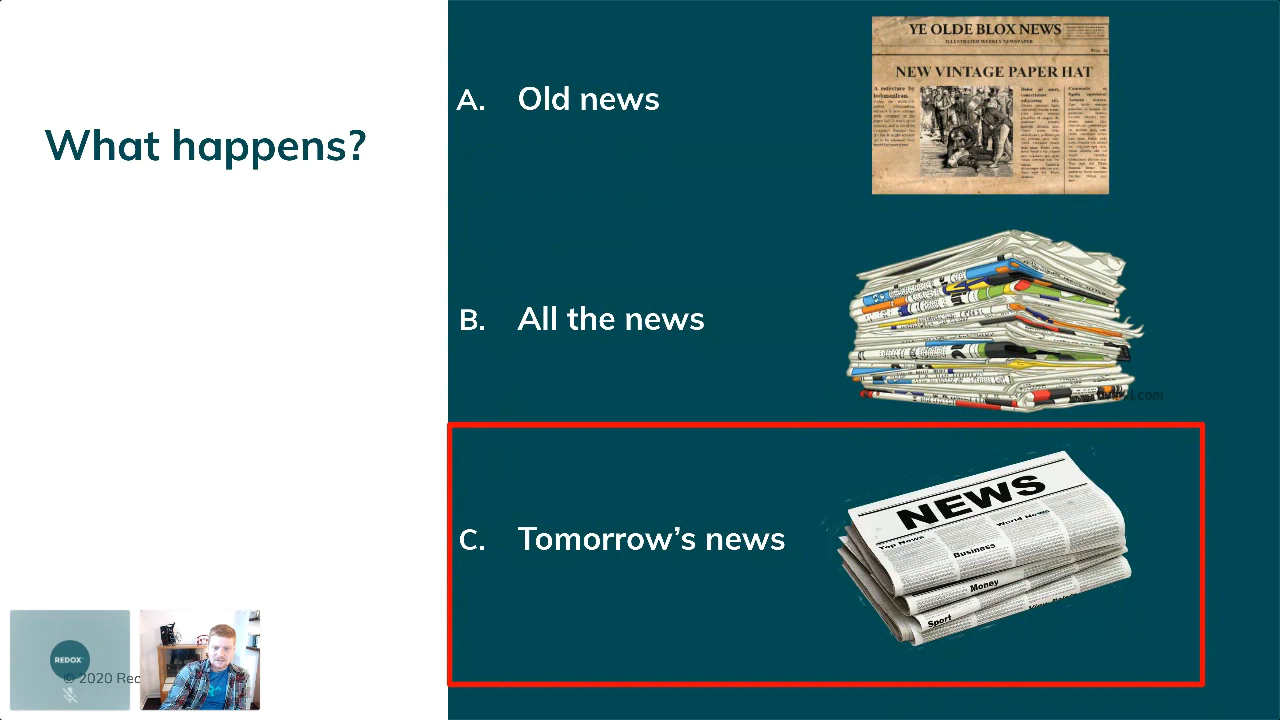 What happens?
A. Old news
YE OLDE BLOX NEWS
ILLUSTRATED WEEKLY NEWSPAPER
NEW VINTAGE PAPER HAT
B. All the news
C. Tomorrow's news
NEWS
Top News
World News
Business
Money
Sport
REDOX
© 2020 Red